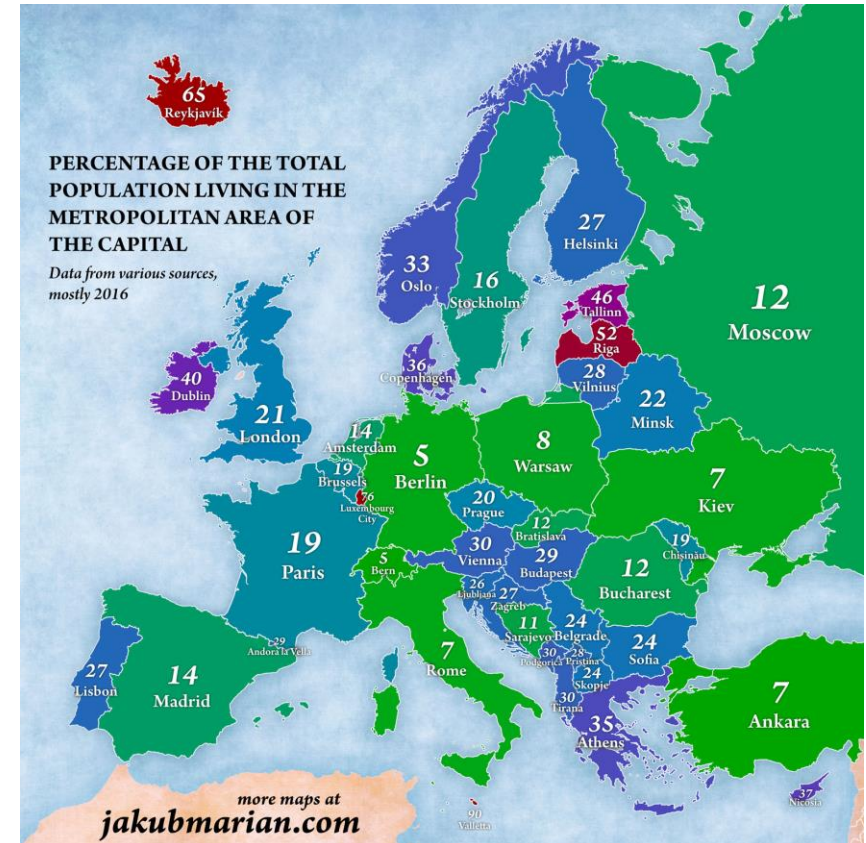 65
Reykjavík
PERCENTAGE OF THE TOTAL
POPULATION LIVING IN THE
METROPOLITAN AREA OF
THE CAPITAL
Data from various sources,
mostly 2016
27
Helsinki
33
Oslo
16
Stockholm
46
Tallinn
12
Moscow
52
Riga
36
Copenhagen
28
Vilnius
40
Dublin
22
Minsk
21
London
14
Amsterdam
5
Berlin
8
Warsaw
19
Brussels
7
Kiev
76
Luxembourg
City
20
Prague
12
Bratislava
19
Paris
19
Chișinău
30
Vienna
29
Budapest
5
Bern
12
Bucharest
26
Ljubljana
27
Zagreb
11
Sarajevo
24
Belgrade
29
Andora la Vella
24
Sofia
30
Podgorica
28
Pristina
7
Rome
27
Lisbon
14
Madrid
24
Skopje
7
Ankara
30
Tirana
35
Athens
37
Nicosia
more maps at
jakubmarian.com
90
Valletta